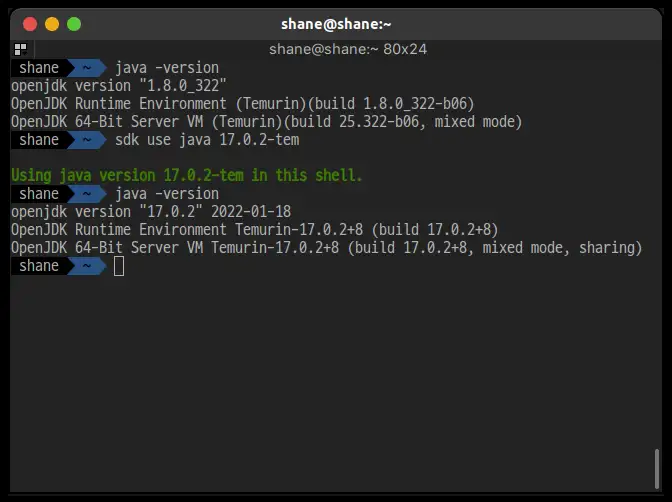 shane@shane:~
shane@shane:~ 80x24
shane ~ java -version
openjdk version "1.8.0_322"
OpenJDK Runtime Environment (Temurin)(build 1.8.0_322-b06)
OpenJDK 64-Bit Server VM (Temurin)(build 25.322-b06, mixed mode)
shane ~ sdk use java 17.0.2-tem
Using java version 17.0.2-tem in this shell.
shane ~ java -version
openjdk version "17.0.2" 2022-01-18
OpenJDK Runtime Environment Temurin-17.0.2+8 (build 17.0.2+8)
OpenJDK 64-Bit Server VM Temurin-17.0.2+8 (build 17.0.2+8, mixed mode, sharing)
shane ~